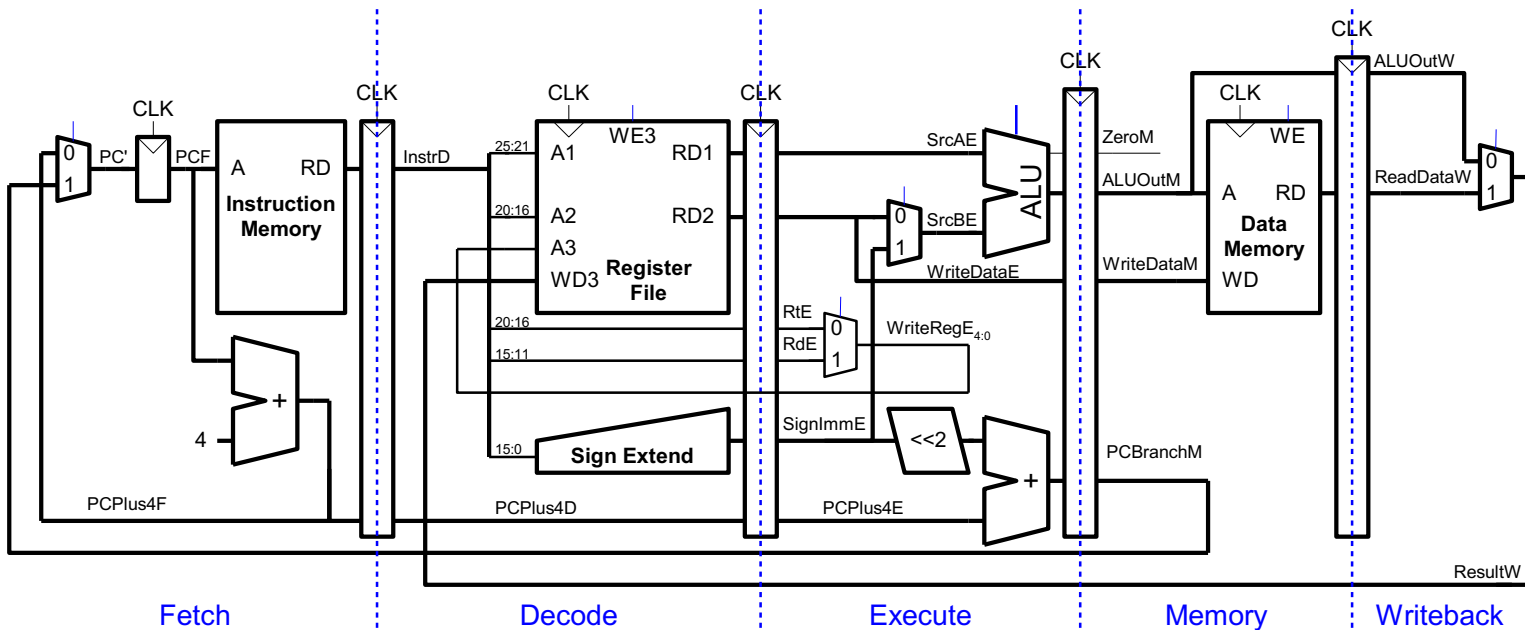 CLK
CLK
CLK
CLK
CLK
CLK
CLK
CLK
ALUOutW
0
1
PC'
PCF
A
RD
Instruction
Memory
InstrD
25:21
A1
WE3
RD1
SrcAE
ALU
ZeroM
WE
0
1
20:16
A2
RD2
0
1
SrcBE
ALUOutM
A
RD
ReadDataW
Data
Memory
A3
WD3
Register
File
WriteDataE
WriteDataM
WD
20:16
RtE
0
1
WriteRegE4:0
15:11
RdE
+
4
15:0
Sign Extend
SignImmE
<<2
+
PCBranchM
PCPlus4F
PCPlus4D
PCPlus4E
ResultW
Fetch
Decode
Execute
Memory
Writeback